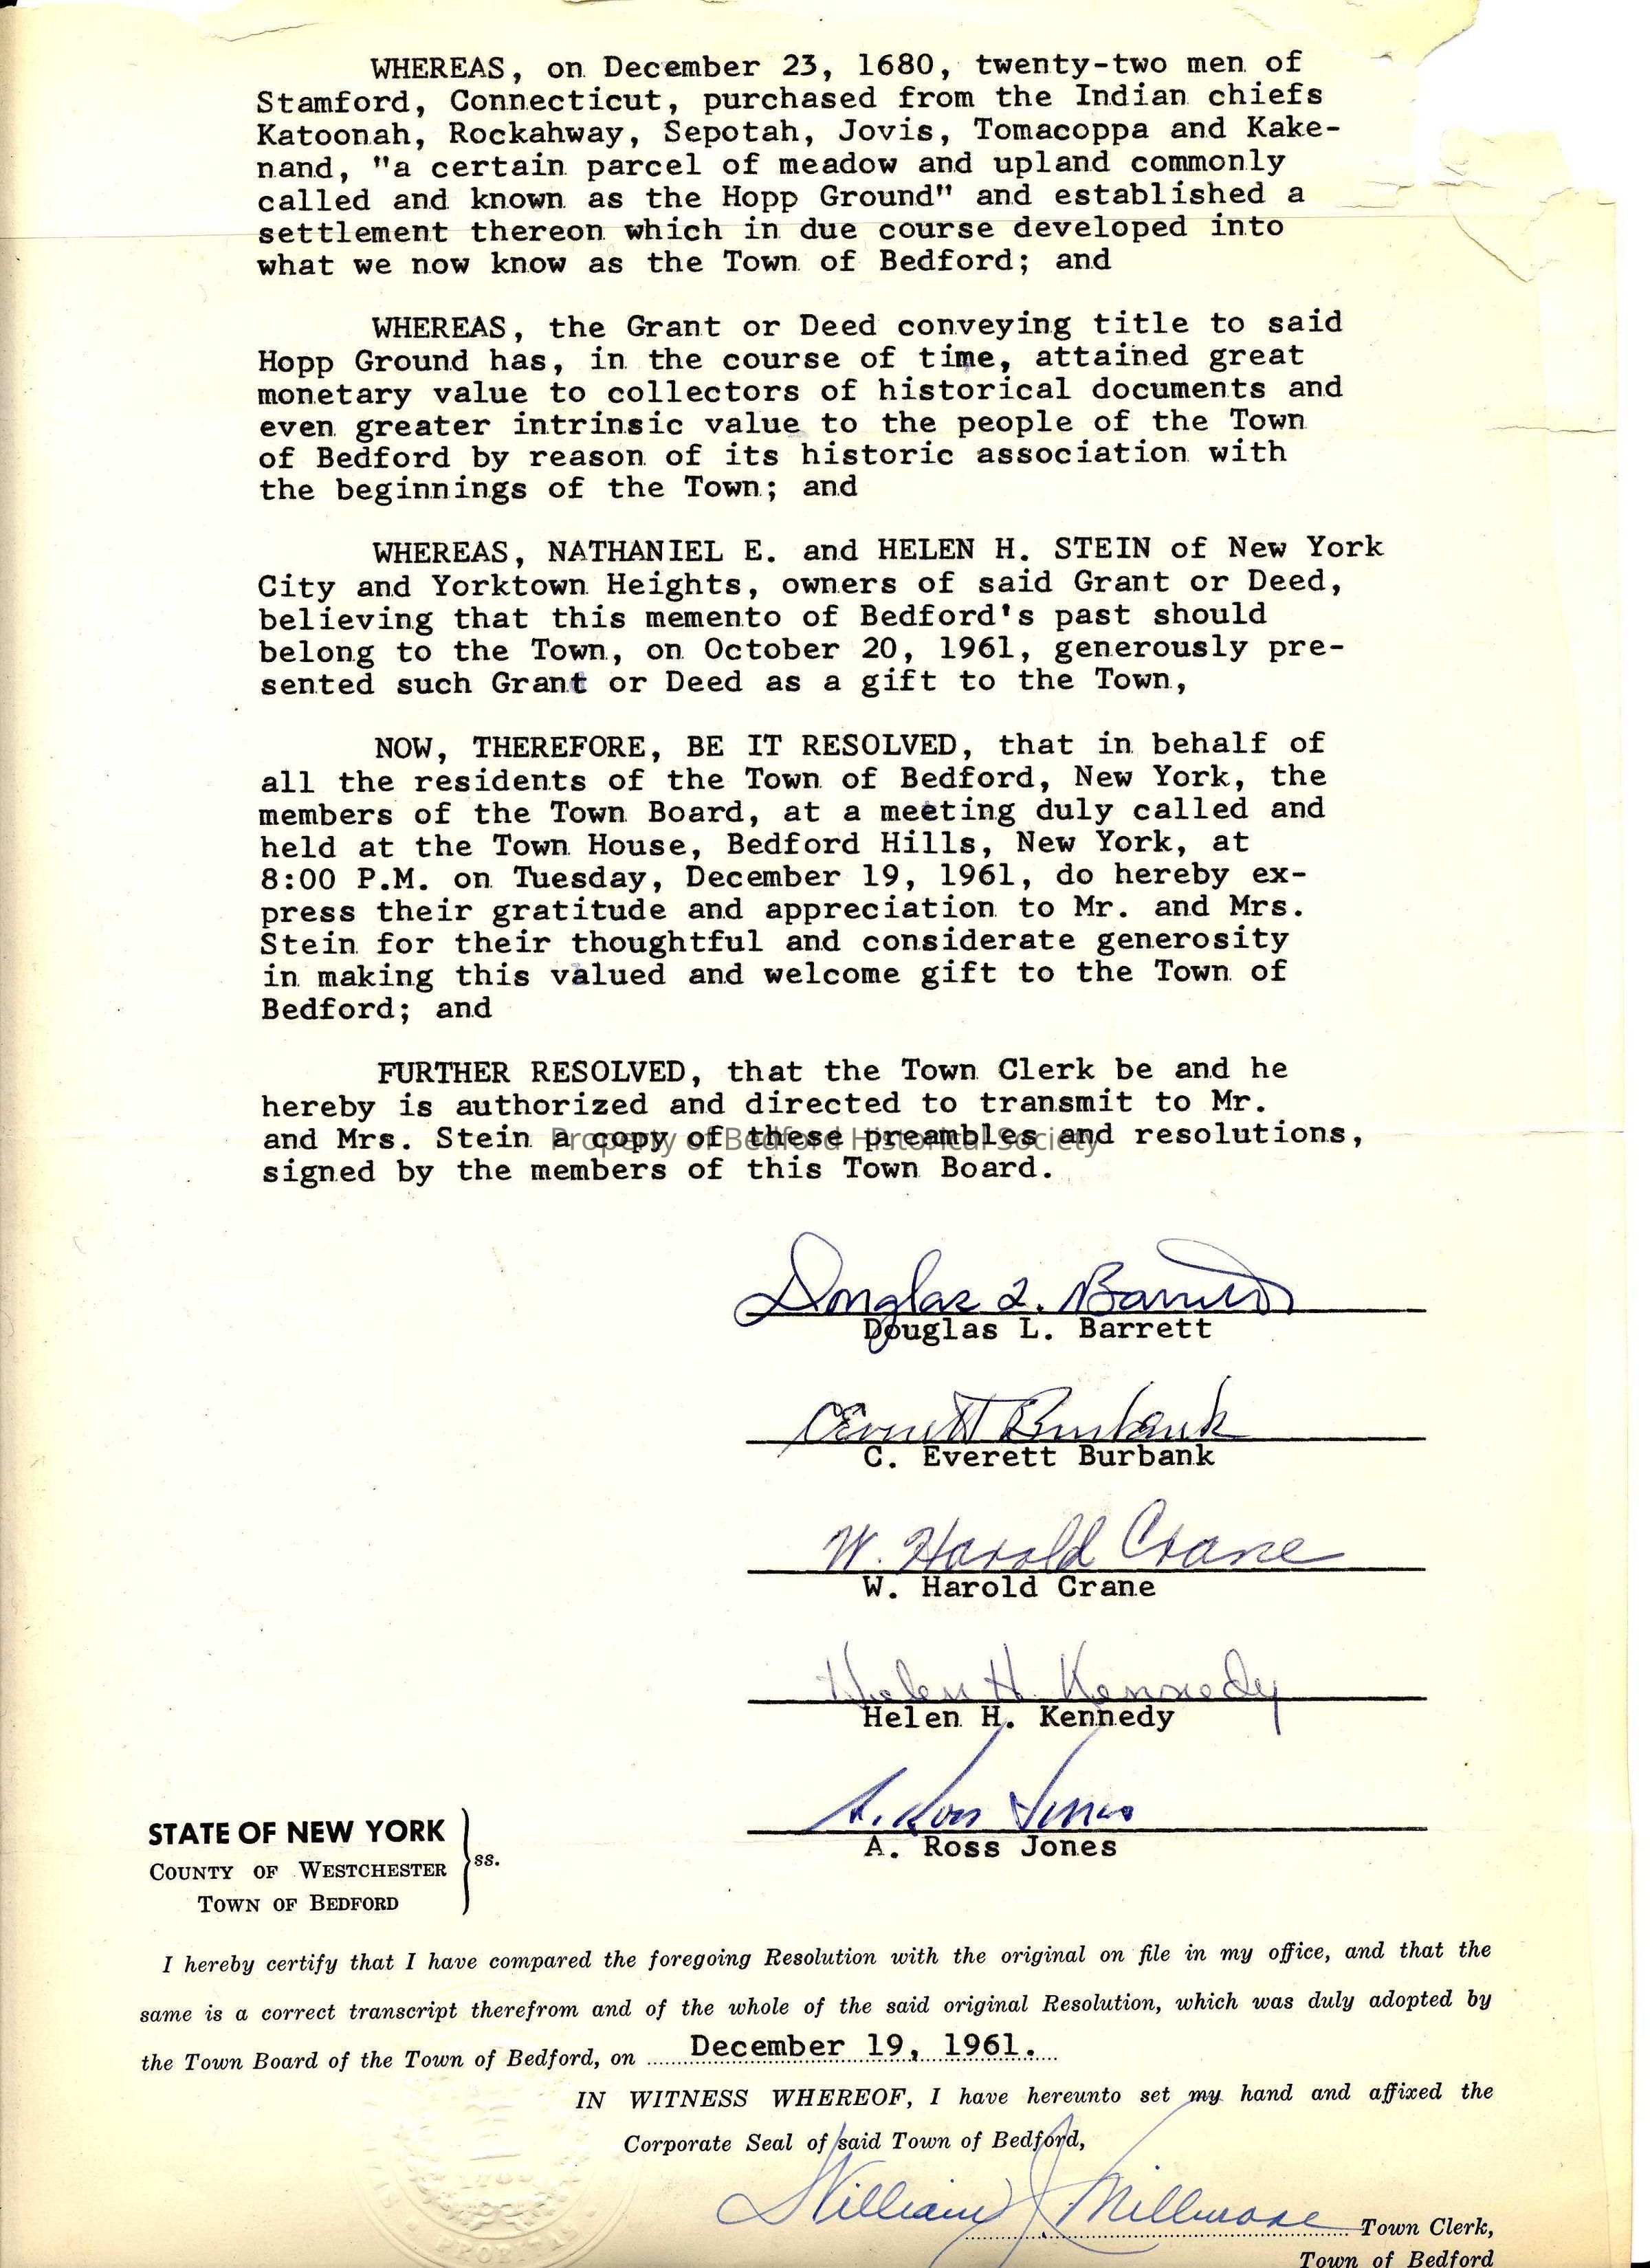 WHEREAS, on December 23, 1680, twenty-two men of
Stamford, Connecticut, purchased from the Indian chiefs
Katoonah, Rockahway, Sepotah, Jovis, Tomacoppa and Kake-
nand, "a certain parcel of meadow and upland commonly
called and known as the Hopp Ground" and established a
settlement thereon which in due course developed into
what we now know as the Town of Bedford; and
WHEREAS, the Grant or Deed conveying title to said
Hopp Ground has, in the course of time, attained great
monetary value to collectors of historical documents and
even greater intrinsic value to the people of the Town
of Bedford by reason of its historic association with
the beginnings of the Town; and
WHEREAS, NATHANIEL E. and HELEN H. STEIN of New York
City and Yorktown Heights, owners of said Grant or Deed,
believing that this memento of Bedford's past should
belong to the Town, on October 20, 1961, generously pre-
sented such Grant or Deed as a gift to the Town,
NOW, THEREFORE, BE IT RESOLVED, that in behalf of
all the residents of the Town of Bedford, New York, the
members of the Town Board, at a meeting duly called and
held at the Town House, Bedford Hills, New York, at
8:00 P.M. on Tuesday, December 19, 1961, do hereby ex-
press their gratitude and appreciation to Mr. and Mrs.
Stein for their thoughtful and considerate generosity
in making this valued and welcome gift to the Town of
Bedford; and
FURTHER RESOLVED, that the Town Clerk be and he
hereby is authorized and directed to transmit to Mr.
and Mrs. Stein a copy of these preambles and resolutions,
Property of Bedford Historical Society
signed by the members of this Town Board.
Douglas L. Barrett
Douglas L. Barrett
C Everett Burbank
C. Everett Burbank
W. Harold Crane
W. Harold Crane
Helen H. Kennedy
Helen H. Kennedy
A. Ross Jones
A. Ross Jones
STATE OF NEW YORK
COUNTY OF WESTCHESTER
ss.
TOWN OF BEDFORD
I hereby certify that I have compared the foregoing Resolution with the original on file in my office, and that the
same is a correct transcript therefrom and of the whole of the said original Resolution, which was duly adopted by
the Town Board of the Town of Bedford, on December 19, 1961.
IN WITNESS WHEREOF, I have hereunto set my hand and affixed the
Corporate Seal of said Town of Bedford,
William J. Town Clerk,
Town of Bedford